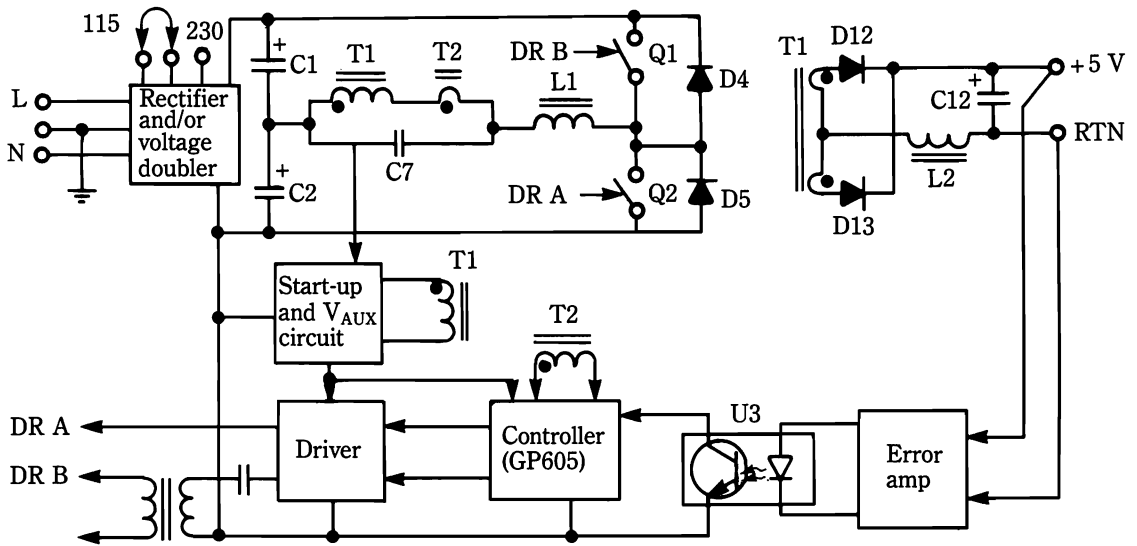 115
230
L
N
Rectifier
and/or
voltage
doubler
+
C1
+
C2
T1
T2
C7
L1
DR B
Q1
DR A
Q2
D4
D5
T1
D12
D13
+
C12
L2
+5 V
RTN
Start-up
and VAUX
circuit
T1
T2
DR A
DR B
Driver
Controller
(GP605)
U3
Error
amp